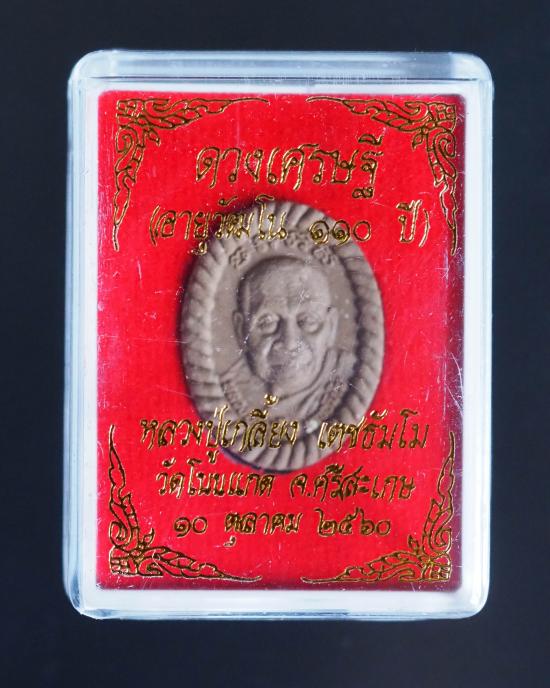 ดวงเศรษฐี
(อายุวัฒโน ๑๑๐ ปี)
หลวงปู่เกลี้ยง เตชธัมโม
วัดโนนแกด จ.ศรีสะเกษ
๑๐ ตุลาคม ๒๕๖๐